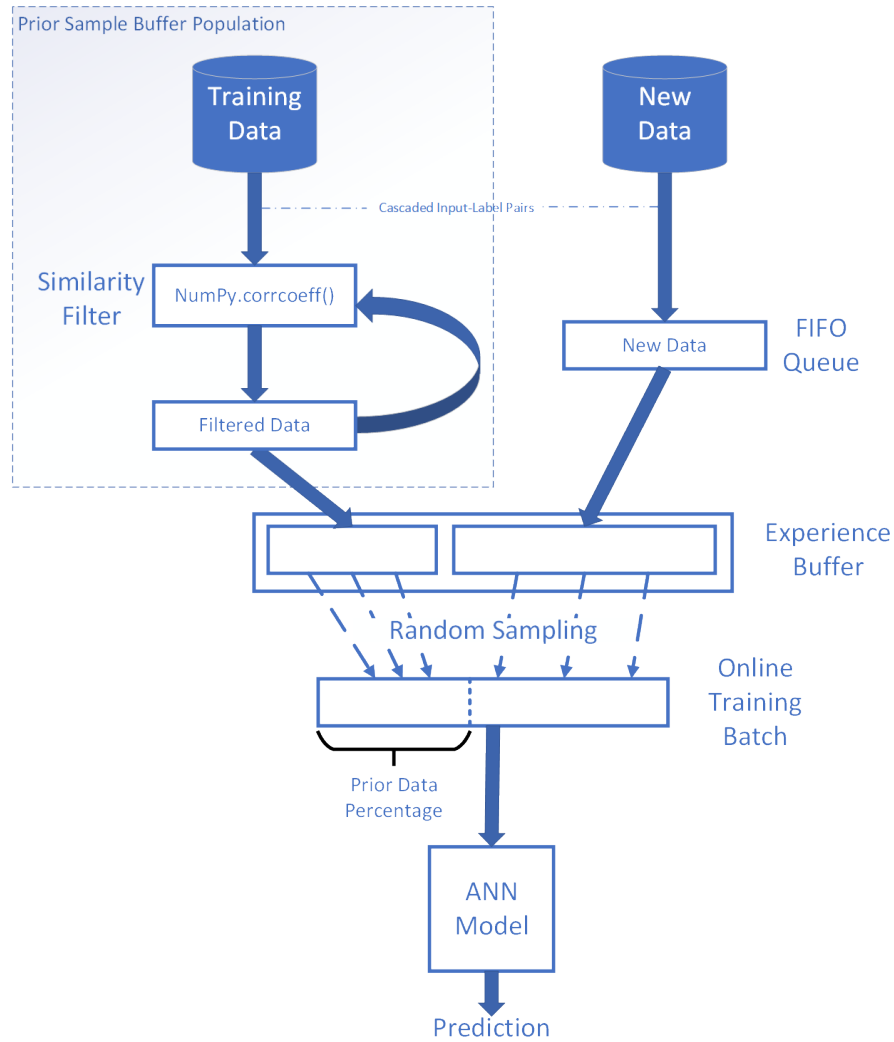 Prior Sample Buffer Population
Training
Data
New
Data
Cascaded Input-Label Pairs
Similarity
Filter
NumPy.corrcoeff()
FIFO
Queue
New Data
Filtered Data
Experience
Buffer
Random Sampling
Online
Training
Batch
Prior Data
Percentage
ANN
Model
Prediction